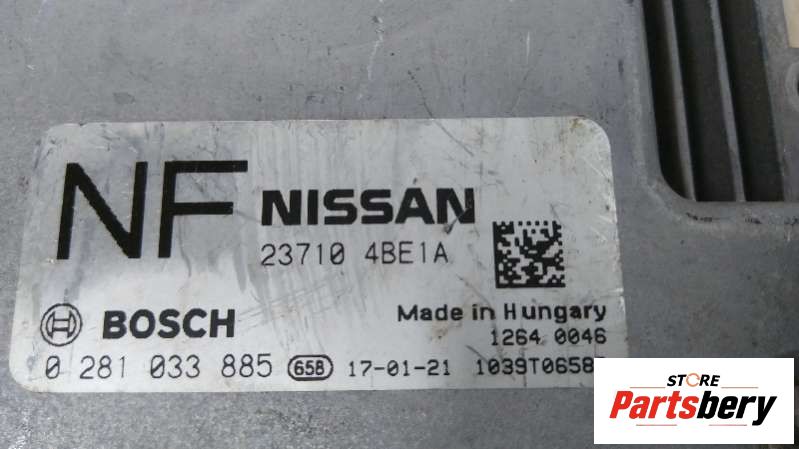 NF NISSAN
23710 4BE1A
BOSCH
Made in Hungary
1264 0046
0 281 033 885 658 17-01-21
STORE
Partsbery